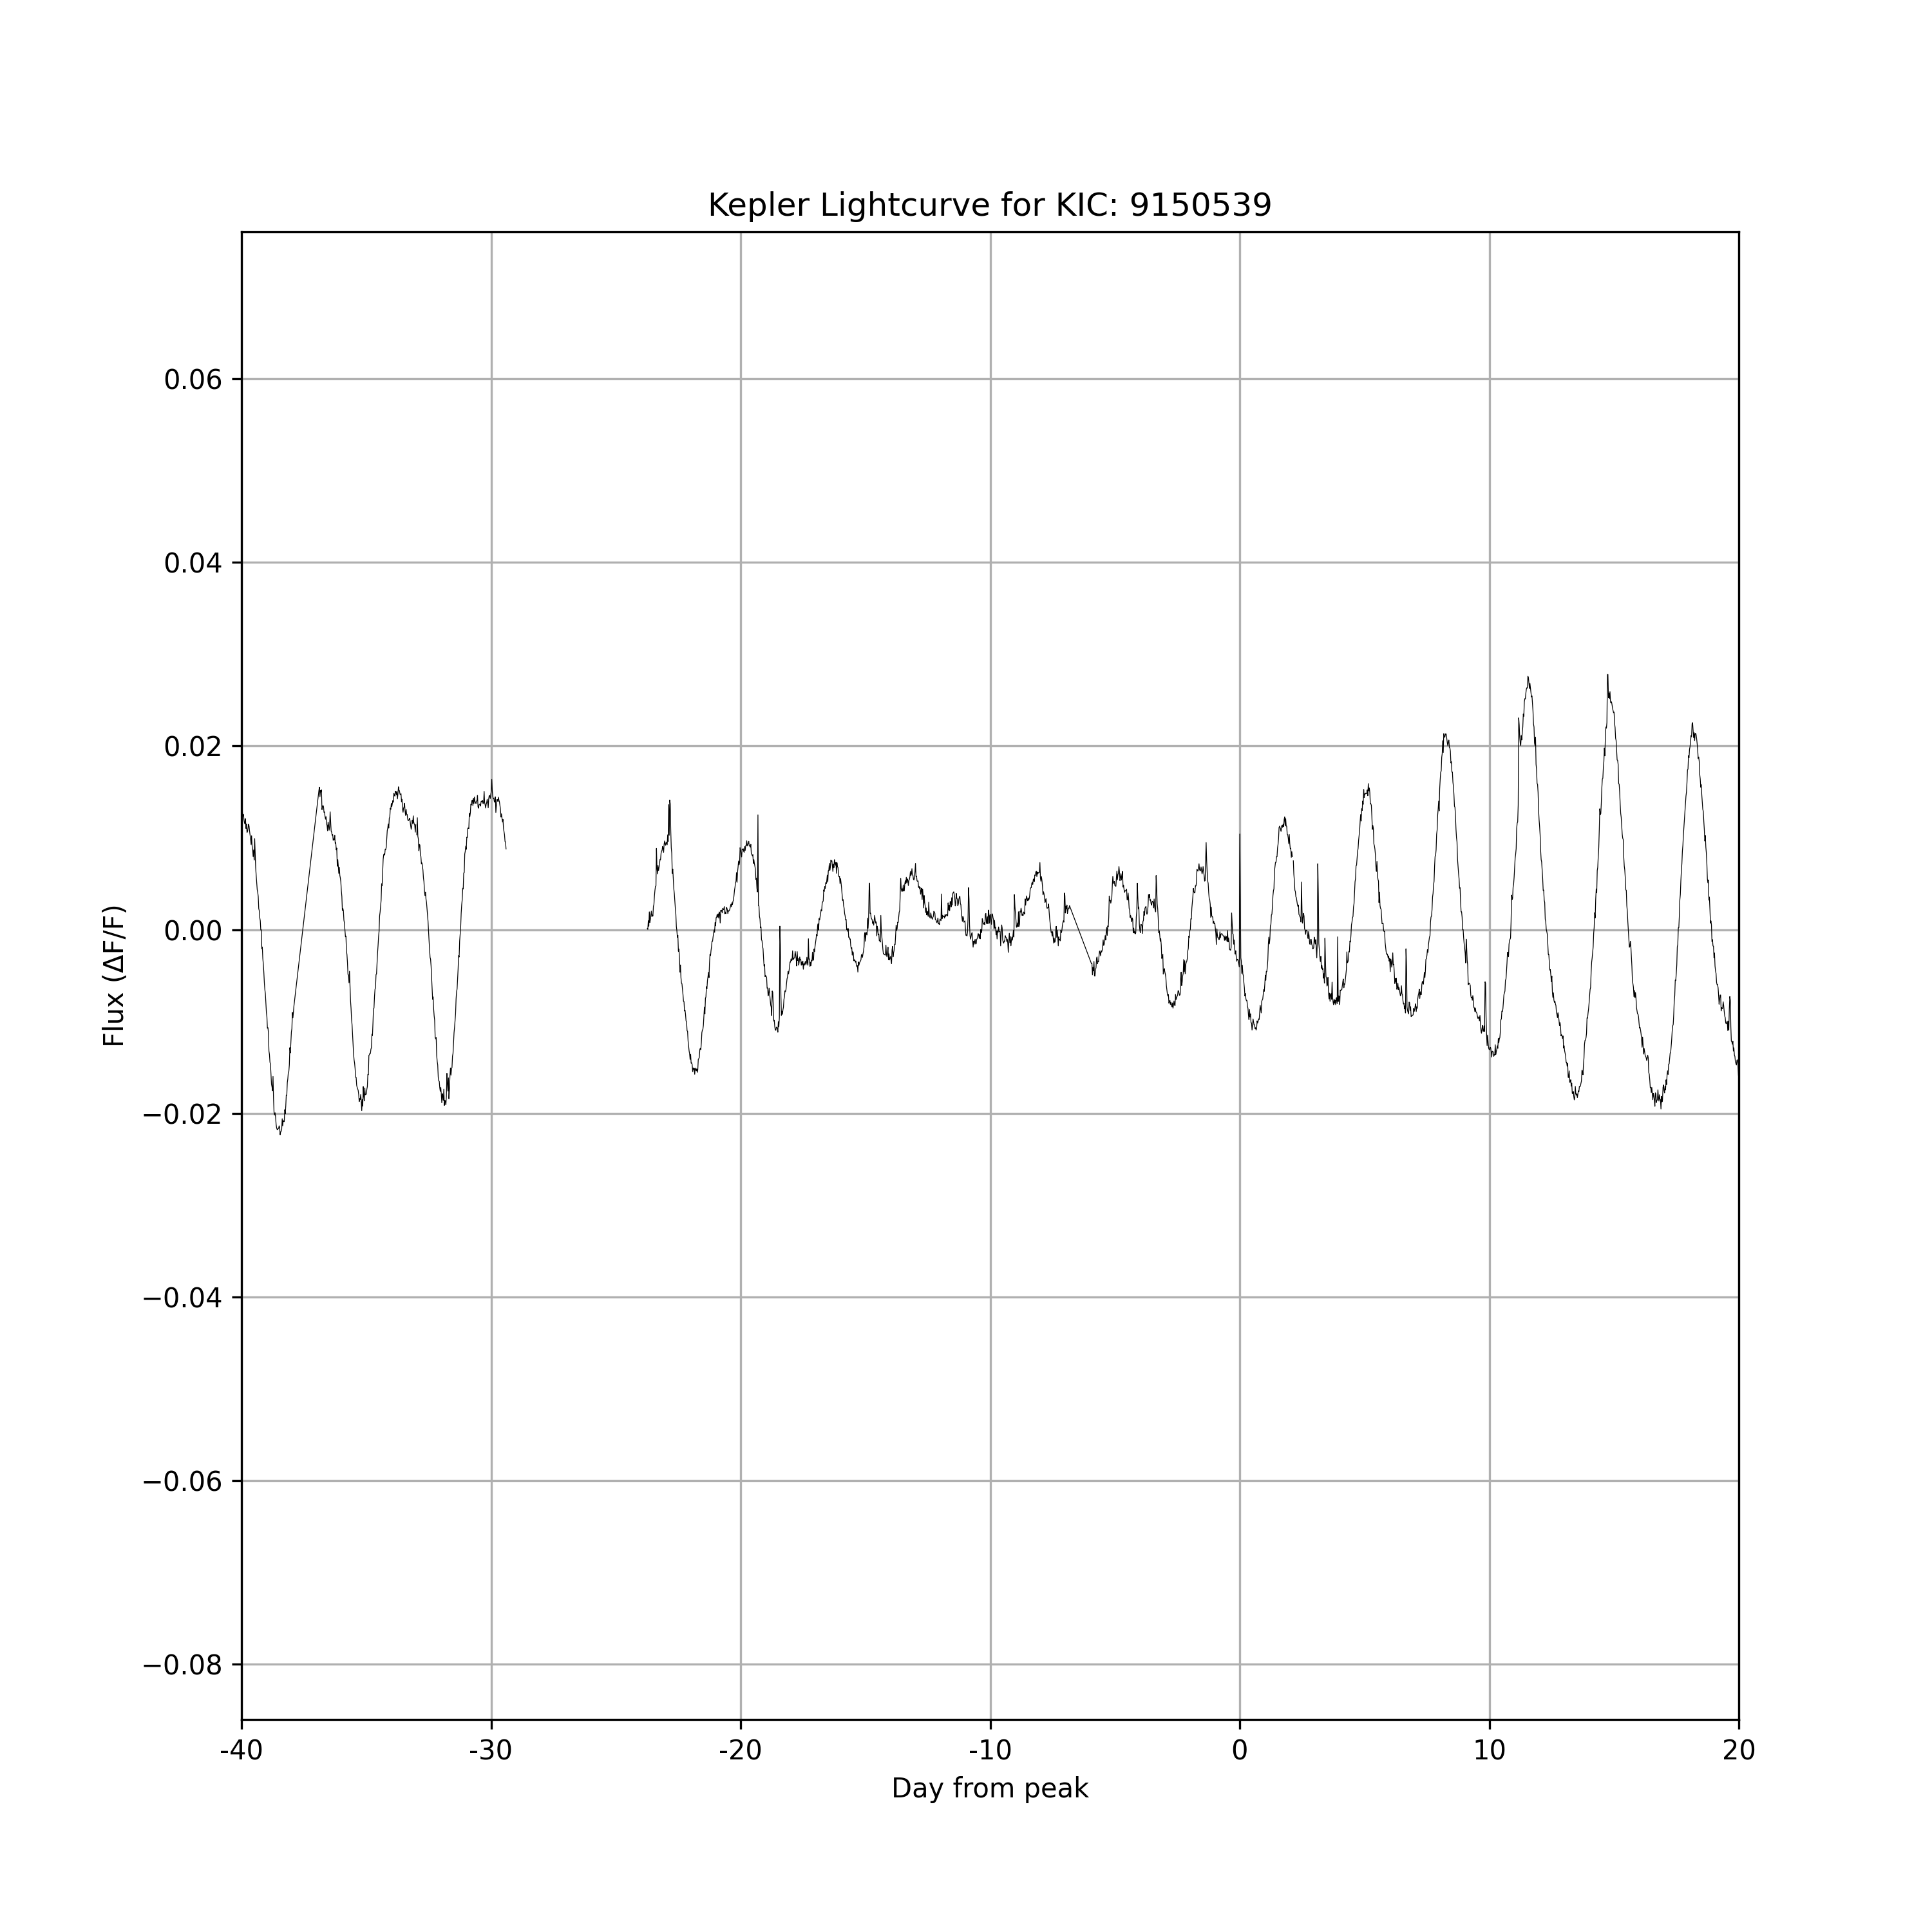 Kepler Lightcurve for KIC: 9150539
Flux (ΔF/F)
0.06
0.04
0.02
0.00
−0.02
−0.04
−0.06
−0.08
-40 -30 -20 -10 0 10 20
Day from peak